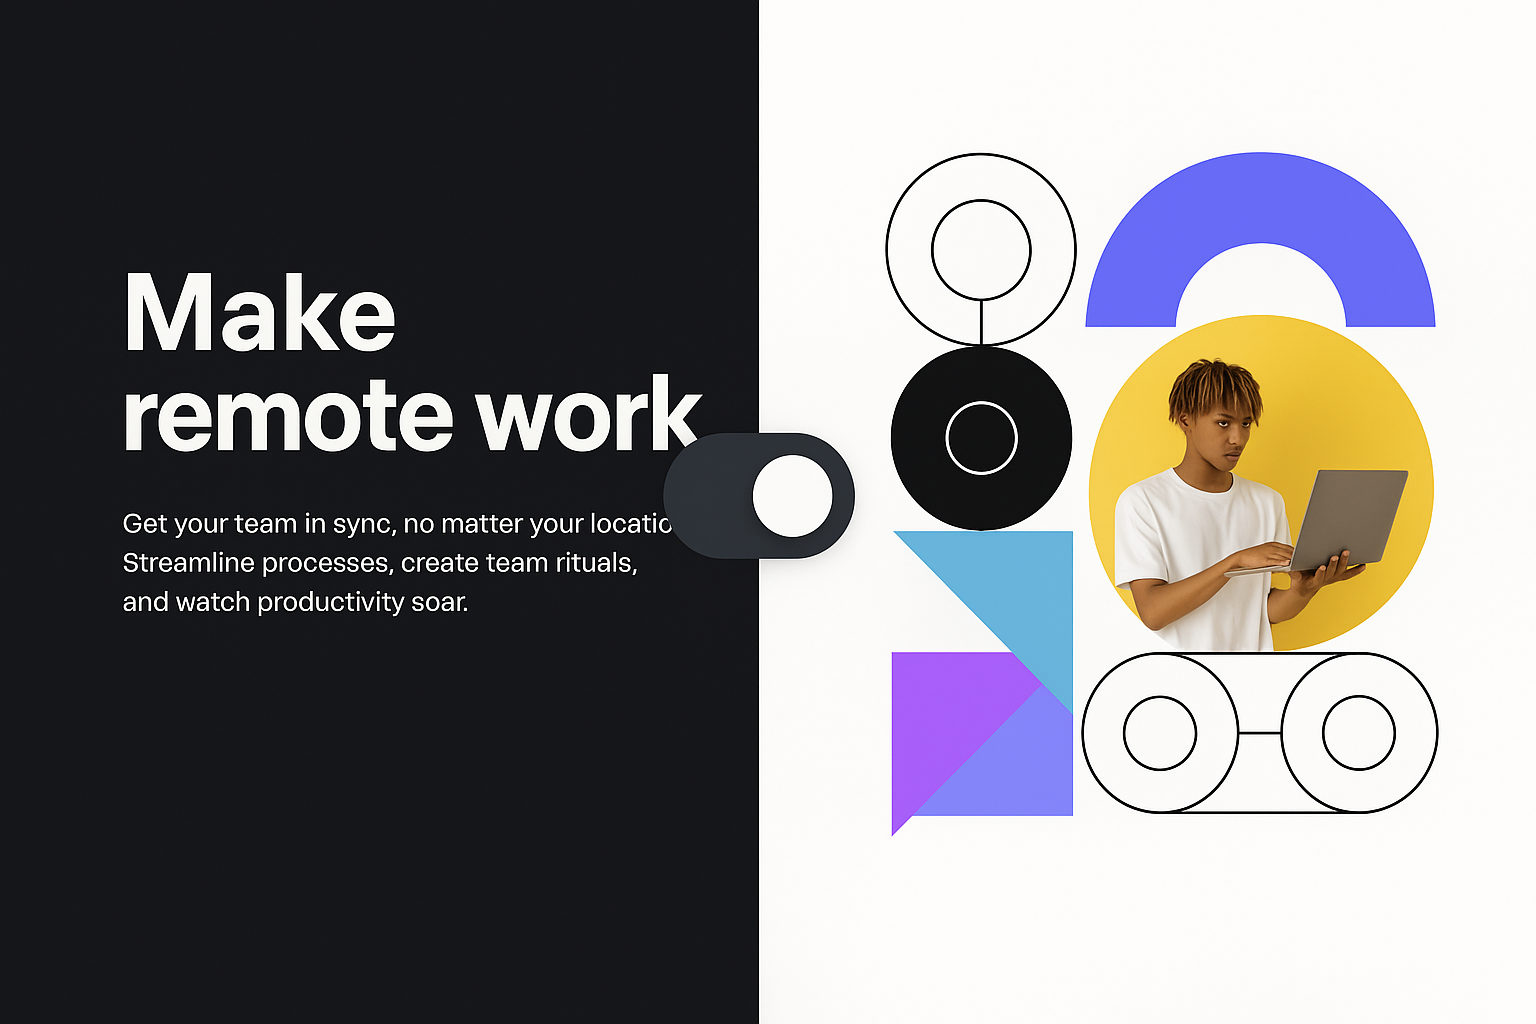 Make
remote work
Get your team in sync, no matter your locatio
Streamline processes, create team rituals,
and watch productivity soar.